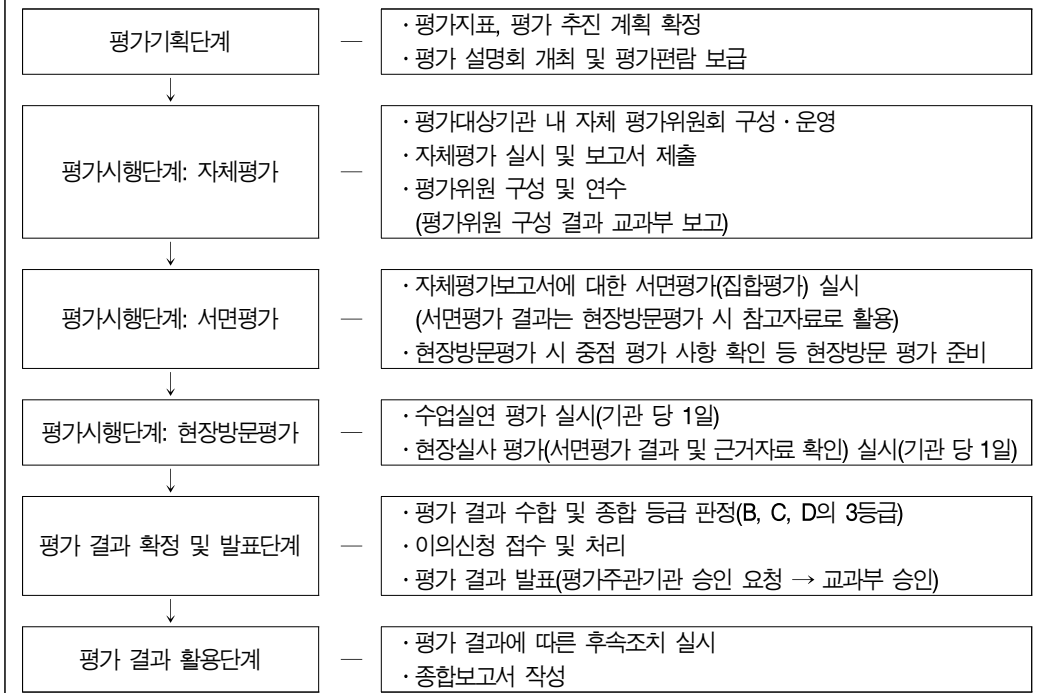 평가기획단계
—
· 평가지표, 평가 추진 계획 확정
· 평가 설명회 개최 및 평가편람 보급
↓
평가시행단계: 자체평가
—
· 평가대상기관 내 자체 평가위원회 구성 · 운영
· 자체평가 실시 및 보고서 제출
· 평가위원 구성 및 연수
(평가위원 구성 결과 교과부 보고)
↓
평가시행단계: 서면평가
—
· 자체평가보고서에 대한 서면평가(집합평가) 실시
(서면평가 결과는 현장방문평가 시 참고자료로 활용)
· 현장방문평가 시 중점 평가 사항 확인 등 현장방문 평가 준비
↓
평가시행단계: 현장방문평가
—
· 수업실연 평가 실시(기관 당 1일)
· 현장실사 평가(서면평가 결과 및 근거자료 확인) 실시(기관 당 1일)
↓
평가 결과 확정 및 발표단계
—
· 평가 결과 수합 및 종합 등급 판정(B, C, D의 3등급)
· 이의신청 접수 및 처리
· 평가 결과 발표(평가주관기관 승인 요청 → 교과부 승인)
↓
평가 결과 활용단계
—
· 평가 결과에 따른 후속조치 실시
· 종합보고서 작성